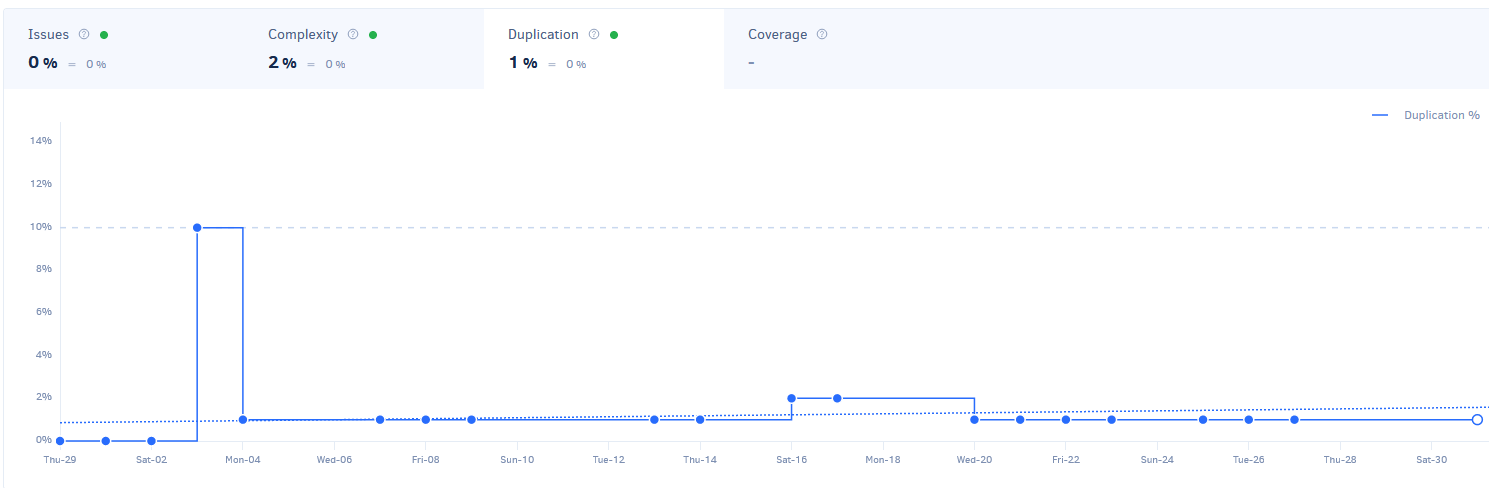 Issues Complexity Duplication Coverage
0 % = 0 % 2 % = 0 % 1 % = 0 % -
Duplication %
14%
12%
10%
8%
6%
4%
2%
0%
Thu-29 Sat-02 Mon-04 Wed-06 Fri-08 Sun-10 Tue-12 Thu-14 Sat-16 Mon-18 Wed-20 Fri-22 Sun-24 Tue-26 Thu-28 Sat-30